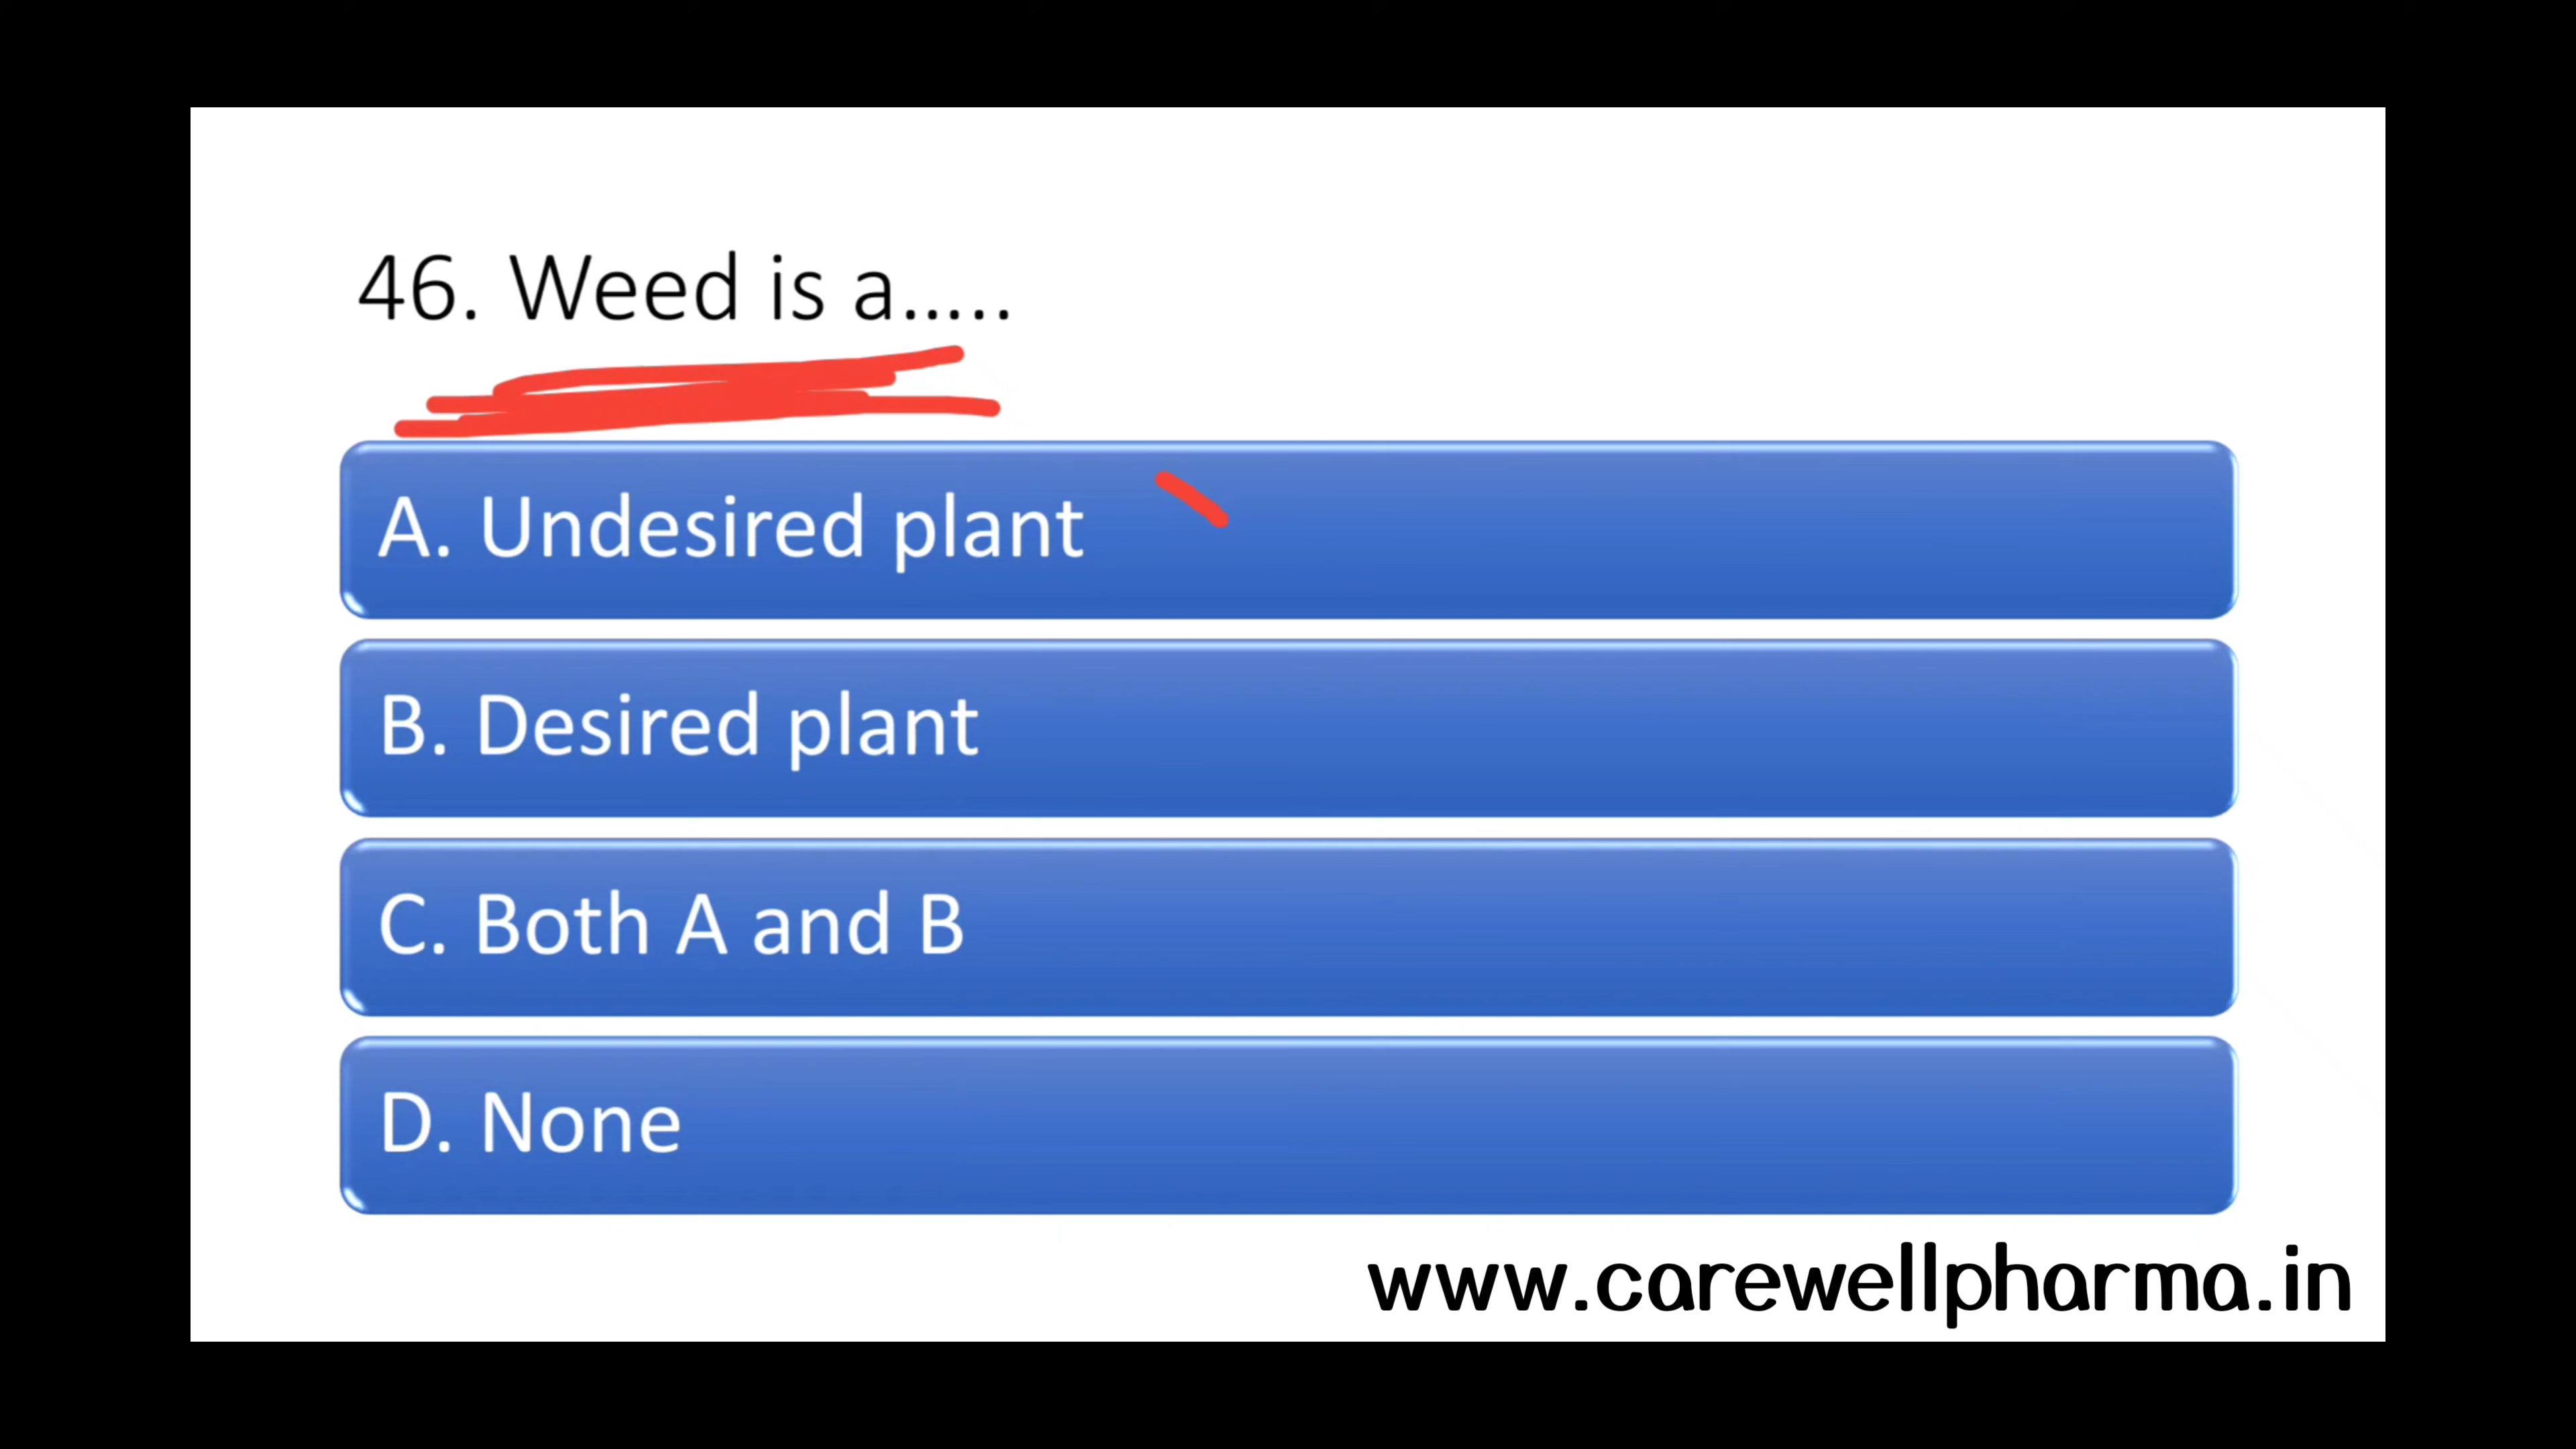 46. Weed is a.....
A. Undesired plant
B. Desired plant
C. Both A and B
D. None
www.carewellpharma.in